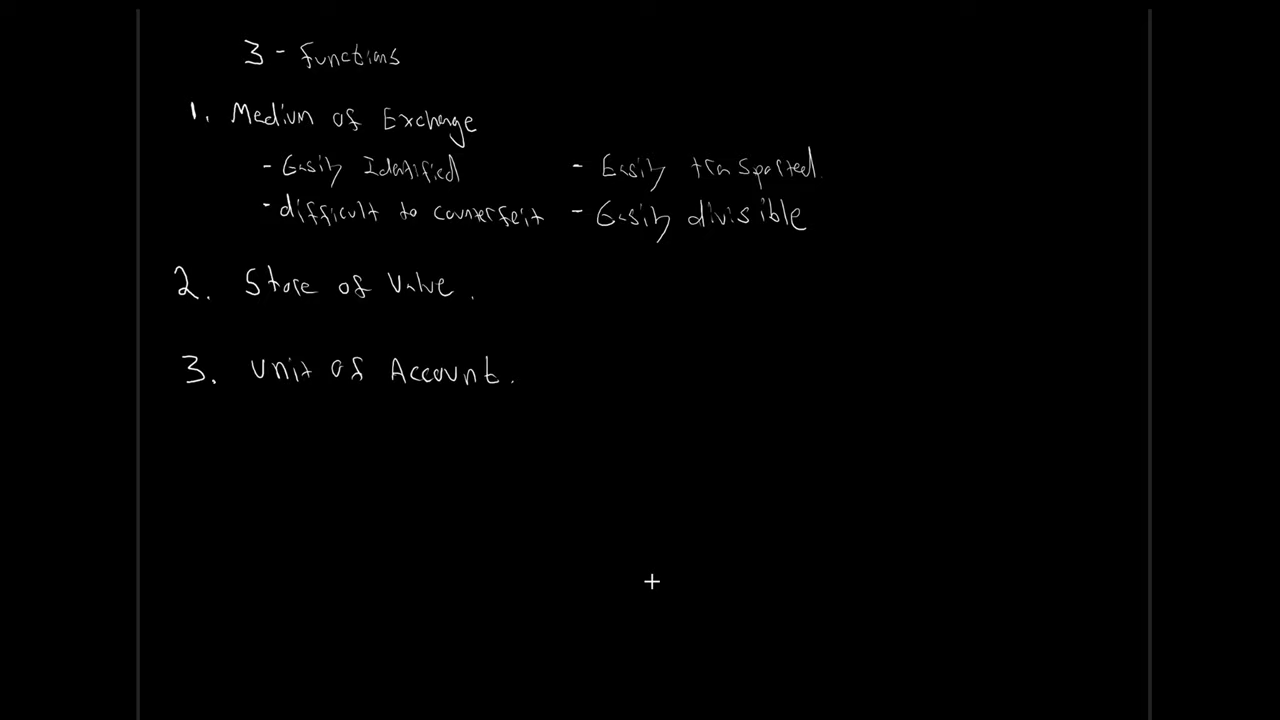 3 - functions
1. Medium of Exchange
- Easily Identified - Easily transported
- difficult to counterfeit - Easily divisible
2. Store of Value.
3. Unit of Account.